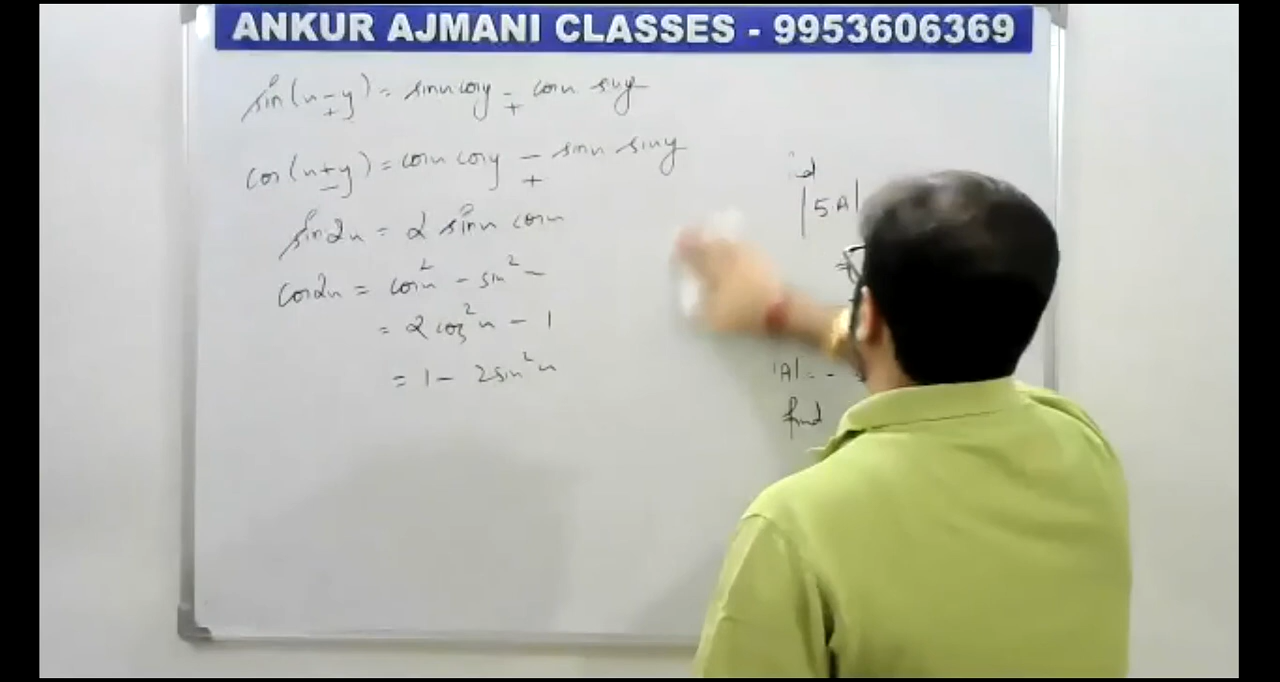 ANKUR AJMANI CLASSES - 9953606369
sin(x ∓ y) = sinx cosy ∓ cosx siny
cos(x ± y) = cosx cosy ∓ sinx siny
sin2x = 2 sinx cosx
cos2x = cos²x - sin² -
= 2cos²x - 1
= 1 - 2sin²x
|5A|
|A| = -
find